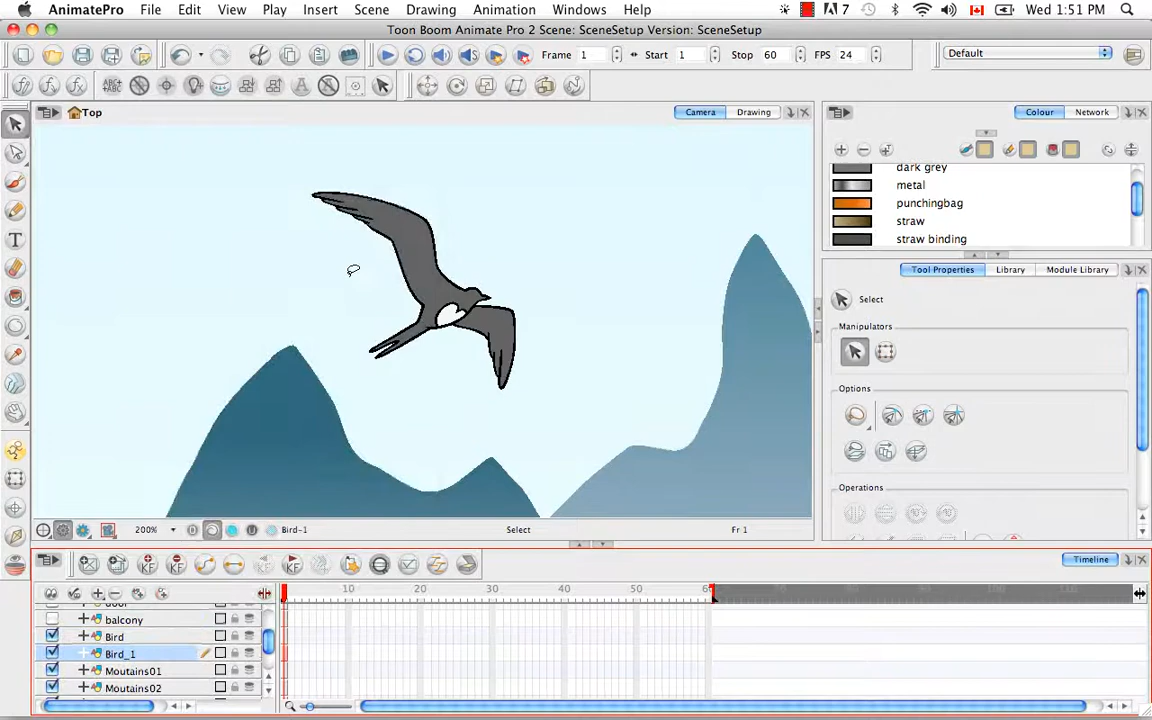 AnimatePro File Edit View Play Insert Scene Drawing Animation Windows Help 7 Wed 1:51 PM
Toon Boom Animate Pro 2 Scene: SceneSetup Version: SceneSetup
Frame 1 Start 1 Stop 60 FPS 24 Default
Top Camera Drawing
Colour Network
dark grey
metal
punchingbag
straw
straw binding
Tool Properties Library Module Library
Select
Manipulators
Options
Operations
200% Bird-1 Select Fr 1
Timeline
10 20 30 40 50
balcony
Bird
Bird_1
Moutains01
Moutains02